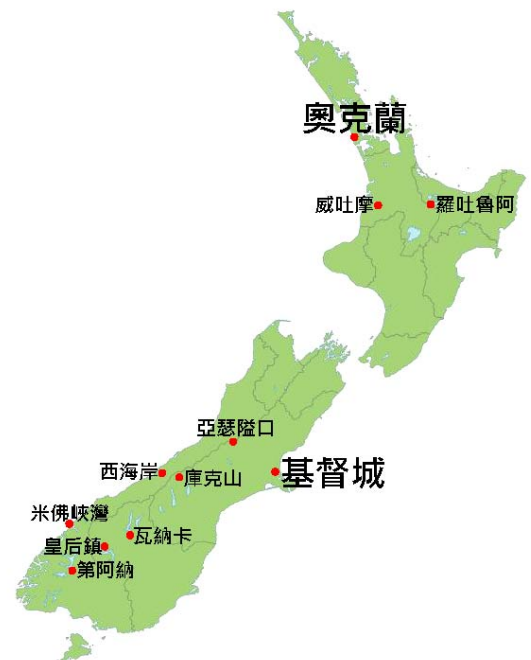 奧克蘭
威吐摩
羅吐魯阿
亞瑟隘口
西海岸
庫克山
基督城
米佛峽灣
瓦納卡
皇后鎮
第阿納